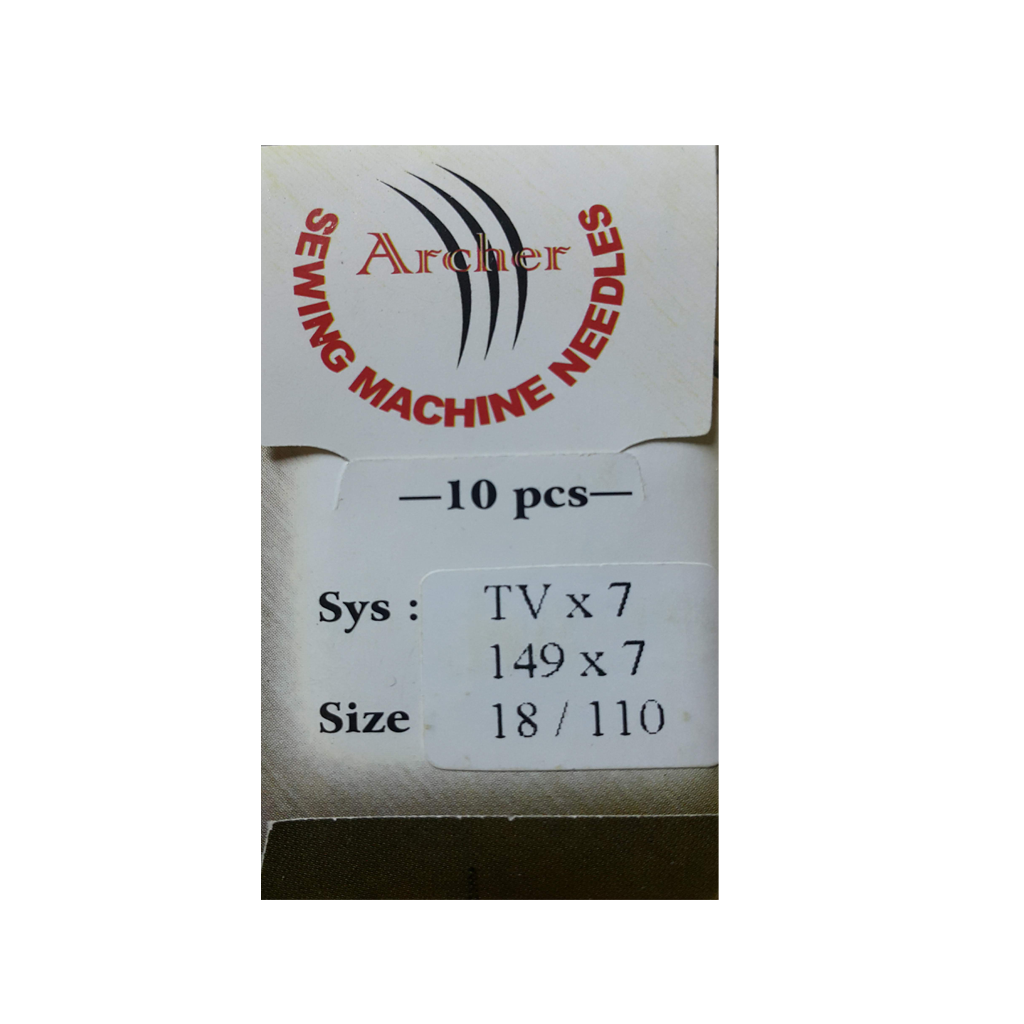 Archer
SEWING MACHINE NEEDLES
—10 pcs—
Sys : TV x 7
149 x 7
Size 18 / 110